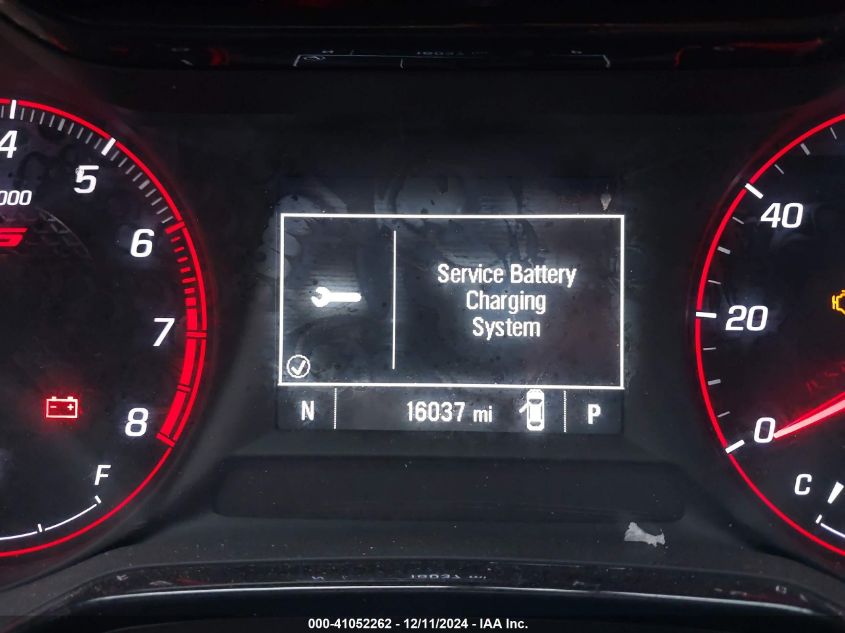 4
5
000
6
7
8
F
Service Battery
Charging
System
N
16037 mi
P
40
20
0
C
000-41052262 - 12/11/2024 - IAA Inc.